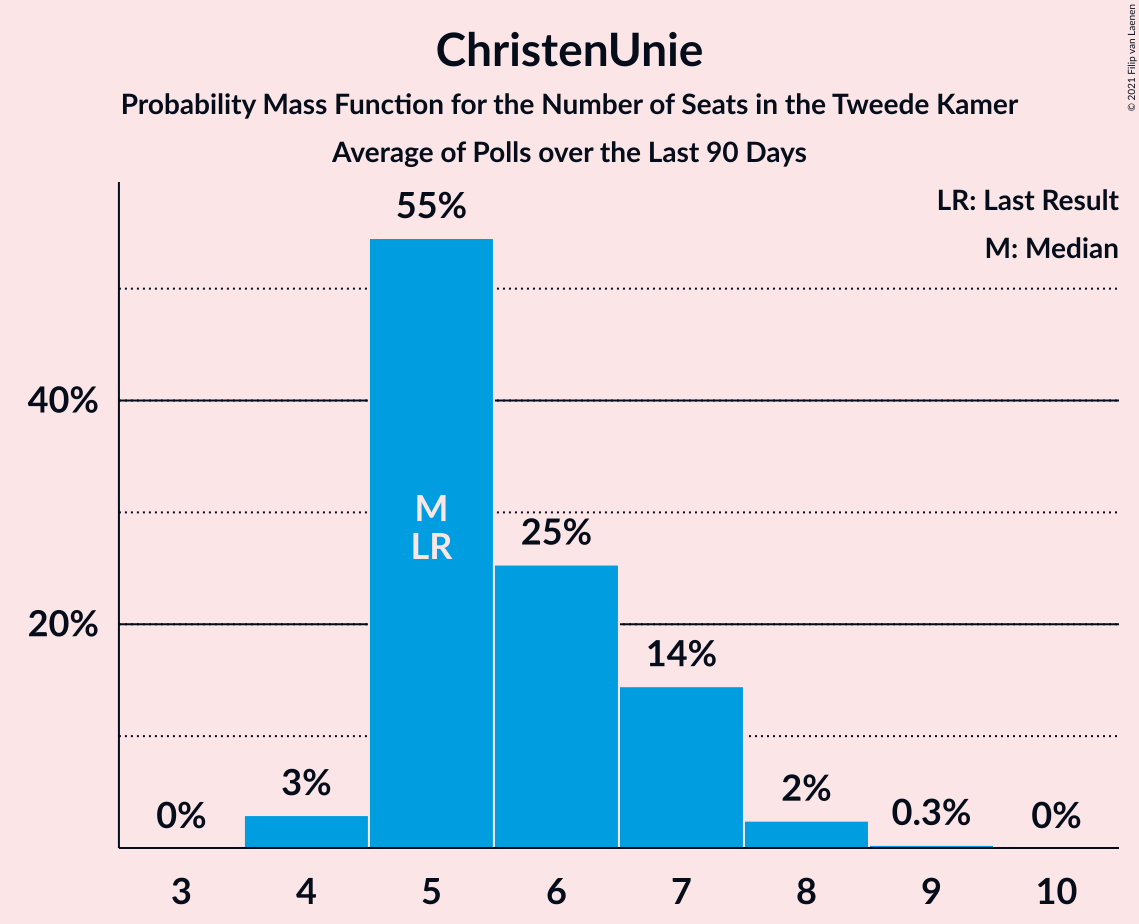 ChristenUnie
Probability Mass Function for the Number of Seats in the Tweede Kamer
Average of Polls over the Last 90 Days
© 2021 Filip van Laenen
LR: Last Result
M: Median
55%
40%
M
LR
25%
20%
14%
3%
2%
0%
0.3%
0%
3 4 5 6 7 8 9 10